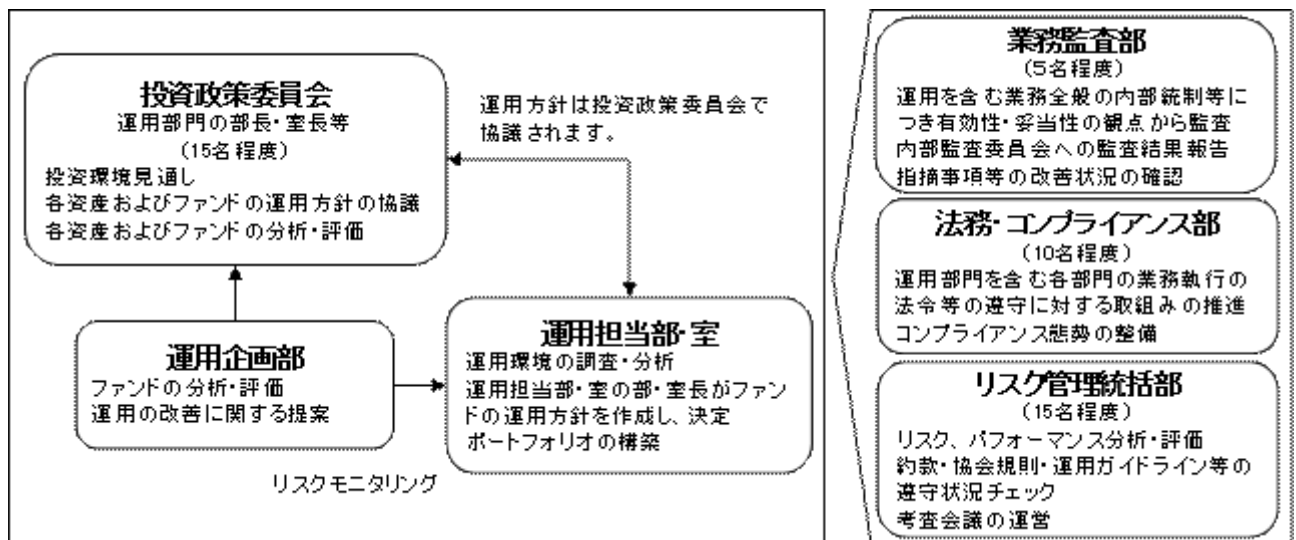 投資政策委員会
運用部門の部長・室長等
(15名程度)
投資環境見通し
各資産およびファンドの運用方針の協議
各資産およびファンドの分析・評価
運用方針は投資政策委員会で
協議されます。
運用企画部
ファンドの分析・評価
運用の改善に関する提案
運用担当部・室
運用環境の調査・分析
運用担当部・室の部・室長がファン
ドの運用方針を作成し、決定
ポートフォリオの構築
リスクモニタリング
業務監査部
(5名程度)
運用を含む業務全般の内部統制等に
つき有効性・妥当性の観点から監査
内部監査委員会への監査結果報告
指摘事項等の改善状況の確認
法務・コンプライアンス部
(10名程度)
運用部門を含む各部門の業務執行の
法令等の遵守に対する取組みの推進
コンプライアンス態勢の整備
リスク管理統括部
(15名程度)
リスク、パフォーマンス分析・評価
約款・協会規則・運用ガイドライン等の
遵守状況チェック
考査会議の運営